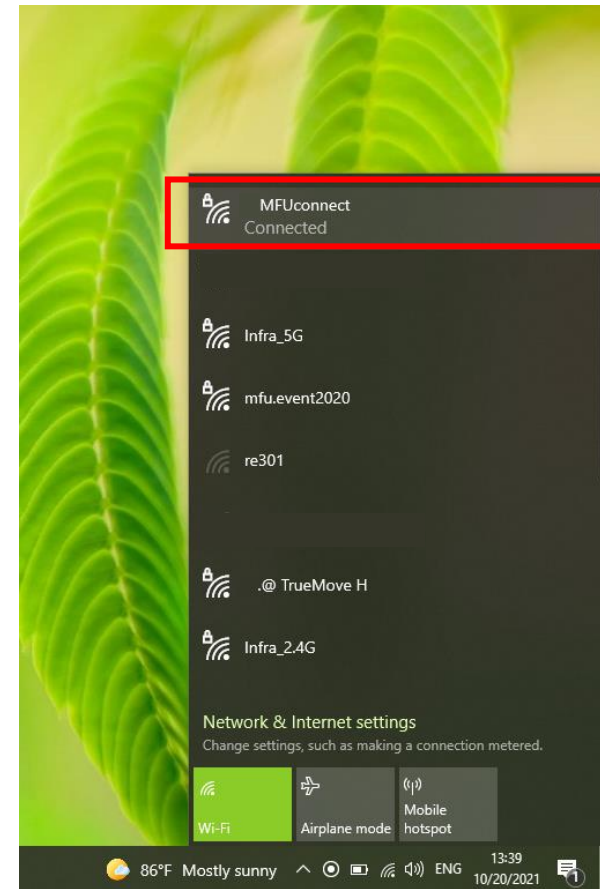 MFUconnect
Connected
Infra_5G
mfu.event2020
re301
.@ TrueMove H
Infra_2.4G
Network & Internet settings
Change settings, such as making a connection metered.
Wi-Fi
Airplane mode
Mobile
hotspot
86°F Mostly sunny
ENG
13:39
10/20/2021
1